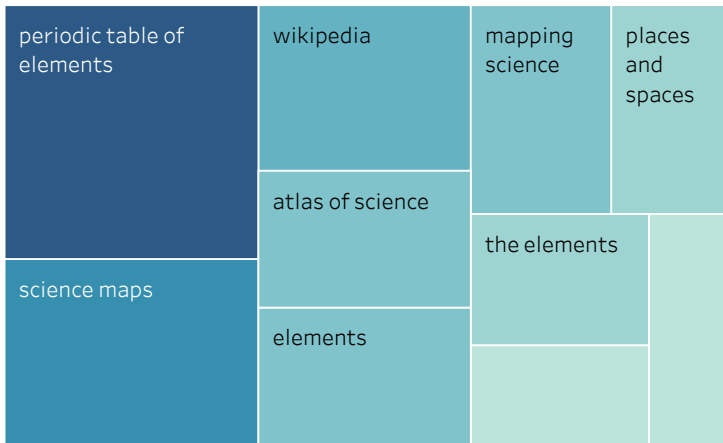 periodic table of
elements
science maps
wikipedia
atlas of science
elements
mapping
science
places
and
spaces
the elements